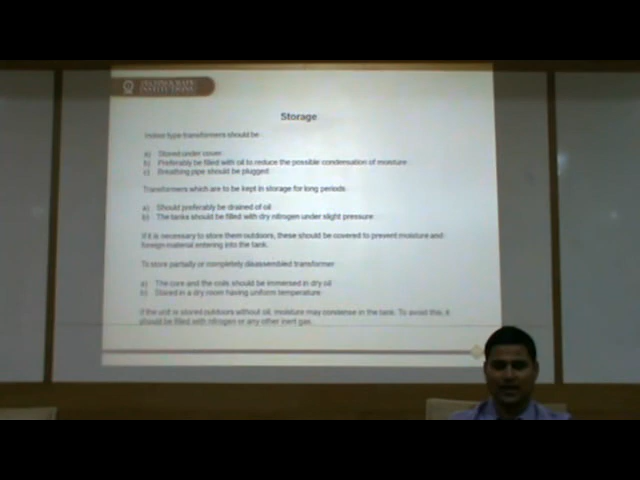 TECHNOCRATS
INSTITUTIONS
Storage
Indoor type transformers should be
a) Stored under cover
b) Preferably be filled with oil to reduce the possible condensation of moisture
c) Breathing pipe should be plugged
Transformers which are to be kept in storage for long periods
a) Should preferably be drained of oil
b) The tanks should be filled with dry nitrogen under slight pressure
If it is necessary to store them outdoors, these should be covered to prevent moisture and
foreign material entering into the tank.
To store partially or completely disassembled transformer
a) The core and the coils should be immersed in dry oil
b) Stored in a dry room having uniform temperature
If the unit is stored outdoors without oil, moisture may condense in the tank. To avoid this, it
should be filled with nitrogen or any other inert gas.